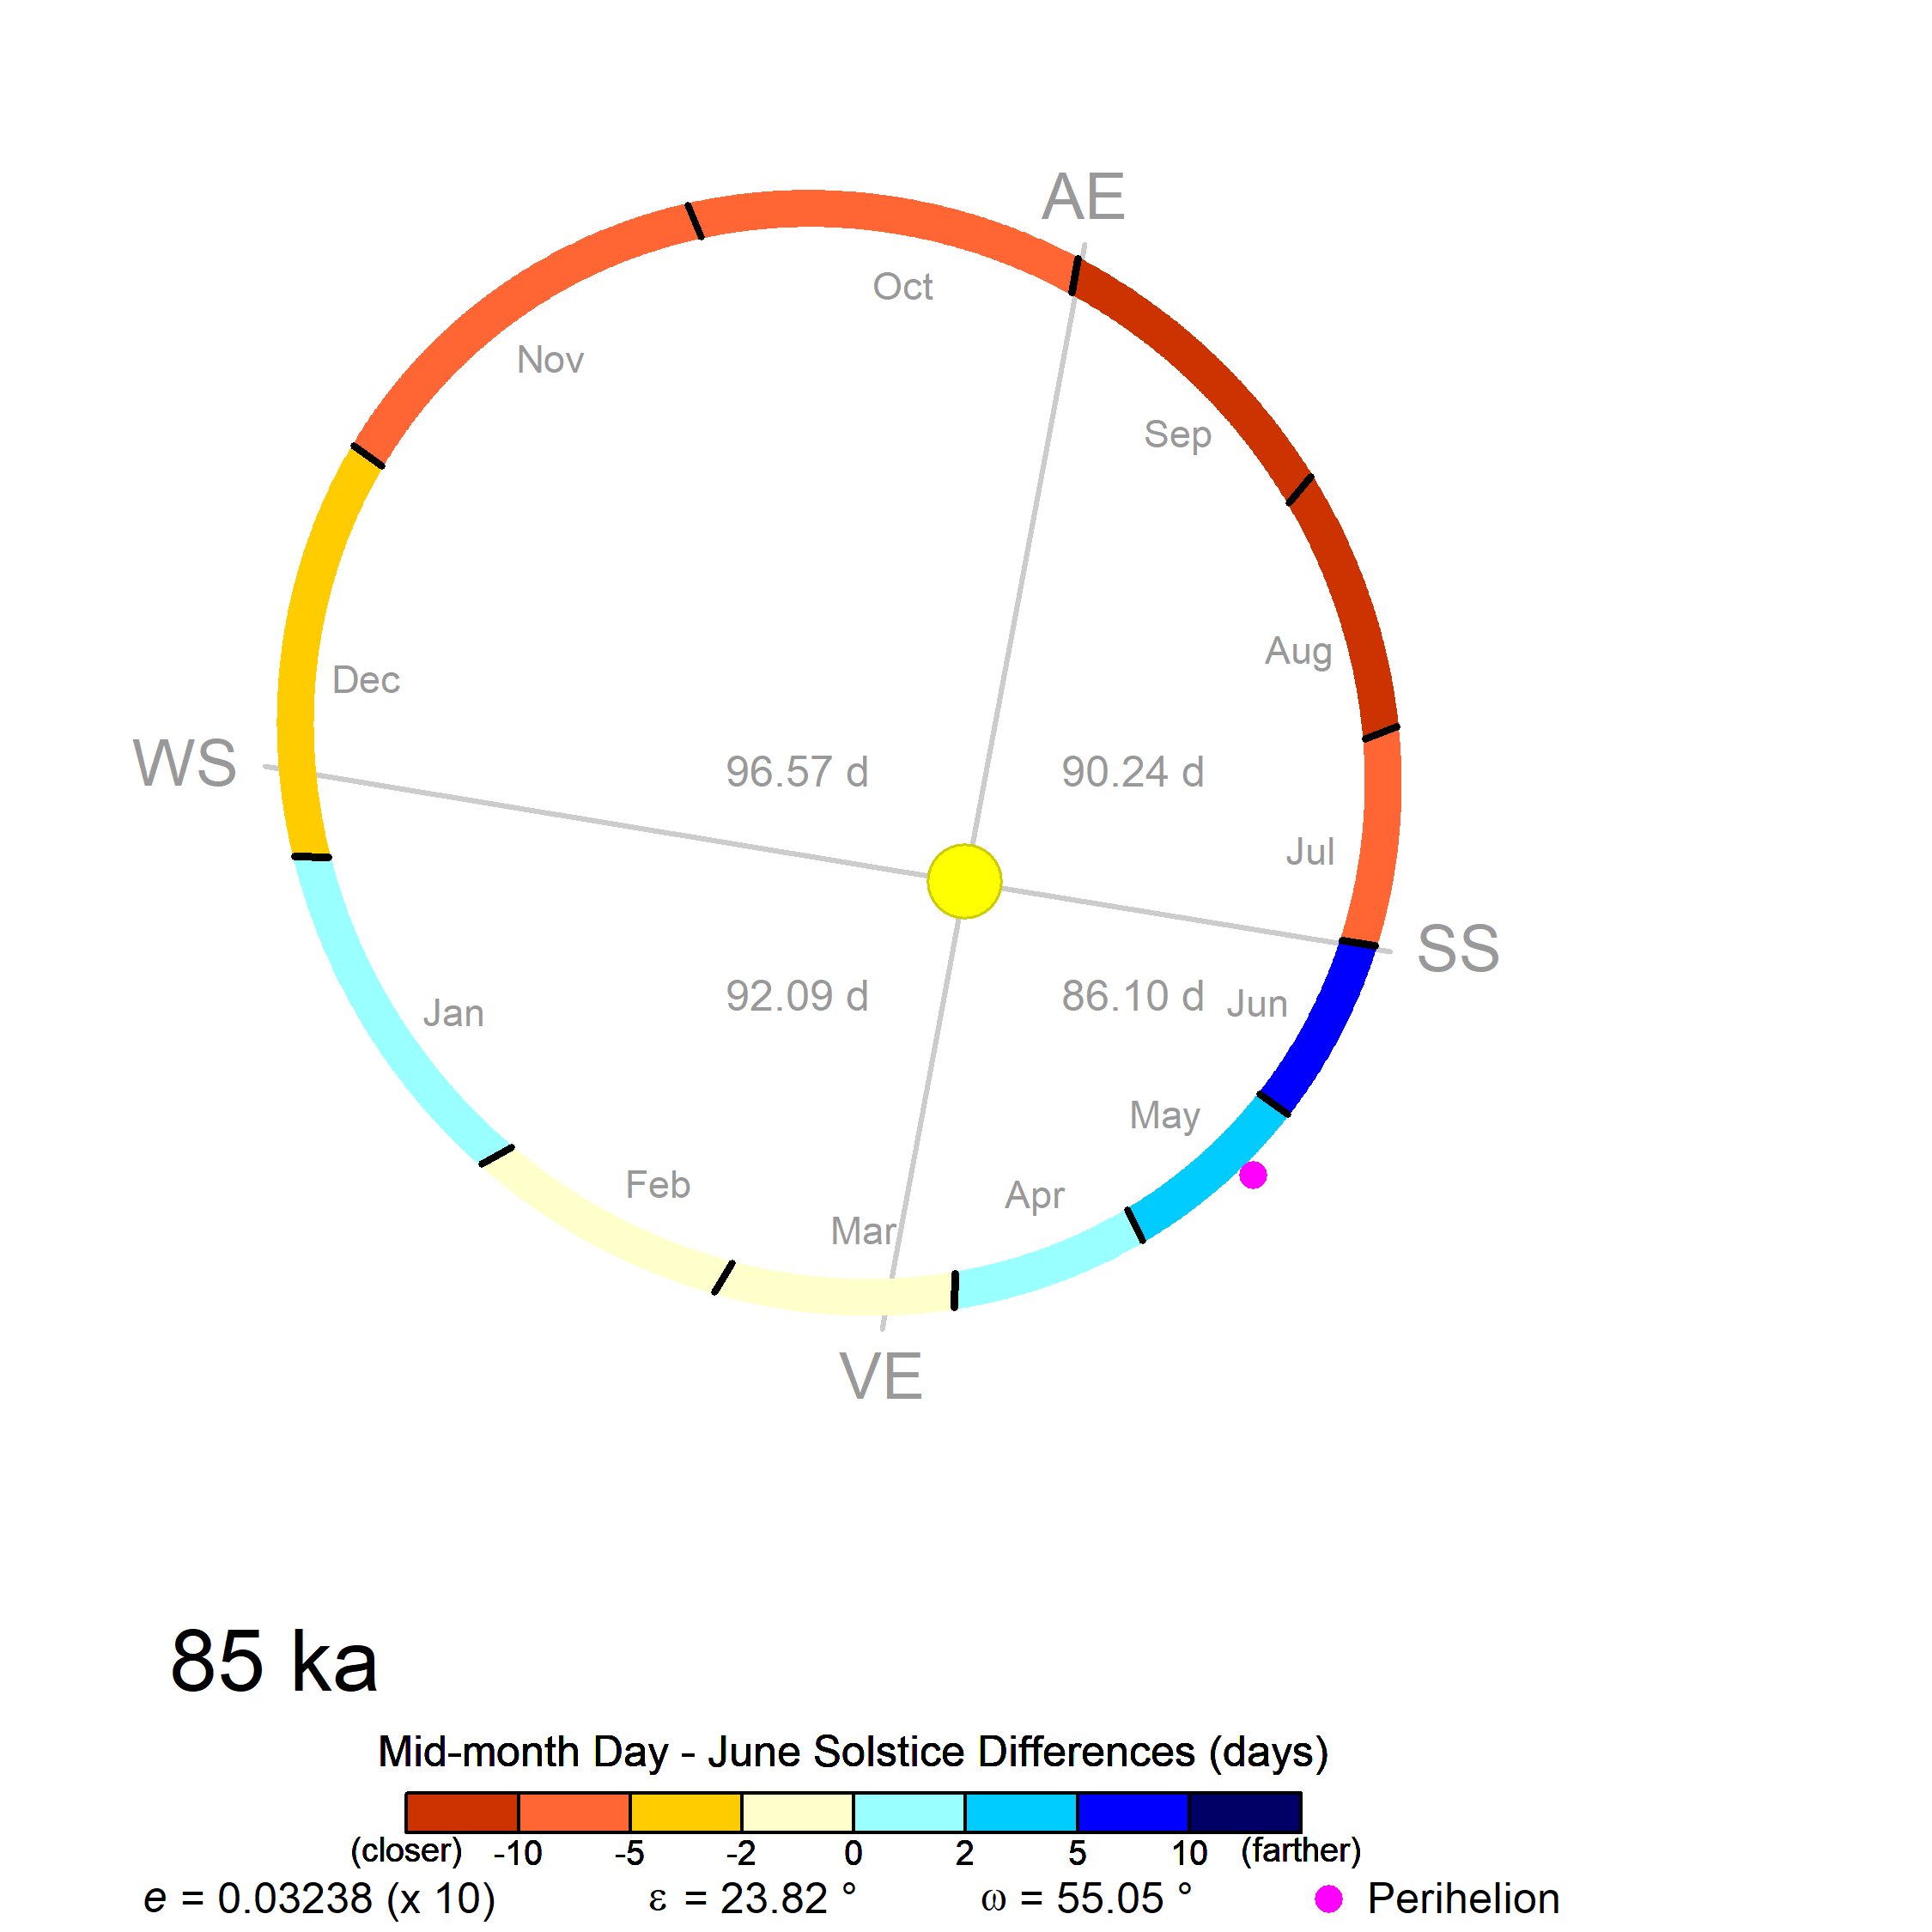 AE
Oct
Nov
Sep
Aug
Dec
WS
96.57 d
90.24 d
Jul
SS
92.09 d
86.10 d
Jun
Jan
May
Feb
Apr
Mar
VE
85 ka
Mid-month Day - June Solstice Differences (days)
(closer) -10 -5 -2 0 2 5 10 (farther)
e = 0.03238 (x 10) ε = 23.82 ° ω = 55.05 ° Perihelion